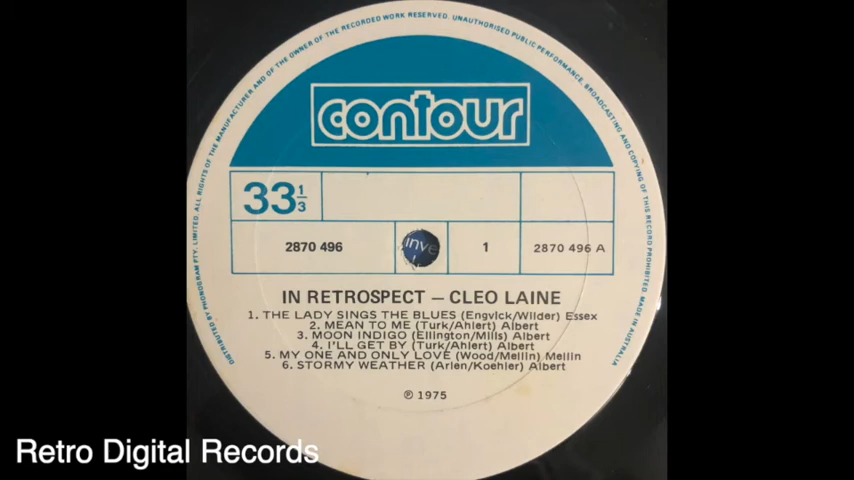 DISTRIBUTED BY PHONOGRAM PTY. LIMITED. ALL RIGHTS OF THE MANUFACTURER AND OF THE OWNER OF THE RECORDED WORK RESERVED. UNAUTHORISED PUBLIC PERFORMANCE, BROADCASTING AND COPYING OF THIS RECORD PROHIBITED MADE IN AUSTRALIA
contour
33 1/3
2870 496
inve
1
2870 496 A
IN RETROSPECT – CLEO LAINE
1. THE LADY SINGS THE BLUES (Engvick/Wilder) Essex
2. MEAN TO ME (Turk/Ahlert) Albert
3. MOON INDIGO (Ellington/Mills) Albert
4. I'LL GET BY (Turk/Ahlert) Albert
5. MY ONE AND ONLY LOVE (Wood/Mellin) Mellin
6. STORMY WEATHER (Arlen/Koehler) Albert
℗ 1975
Retro Digital Records